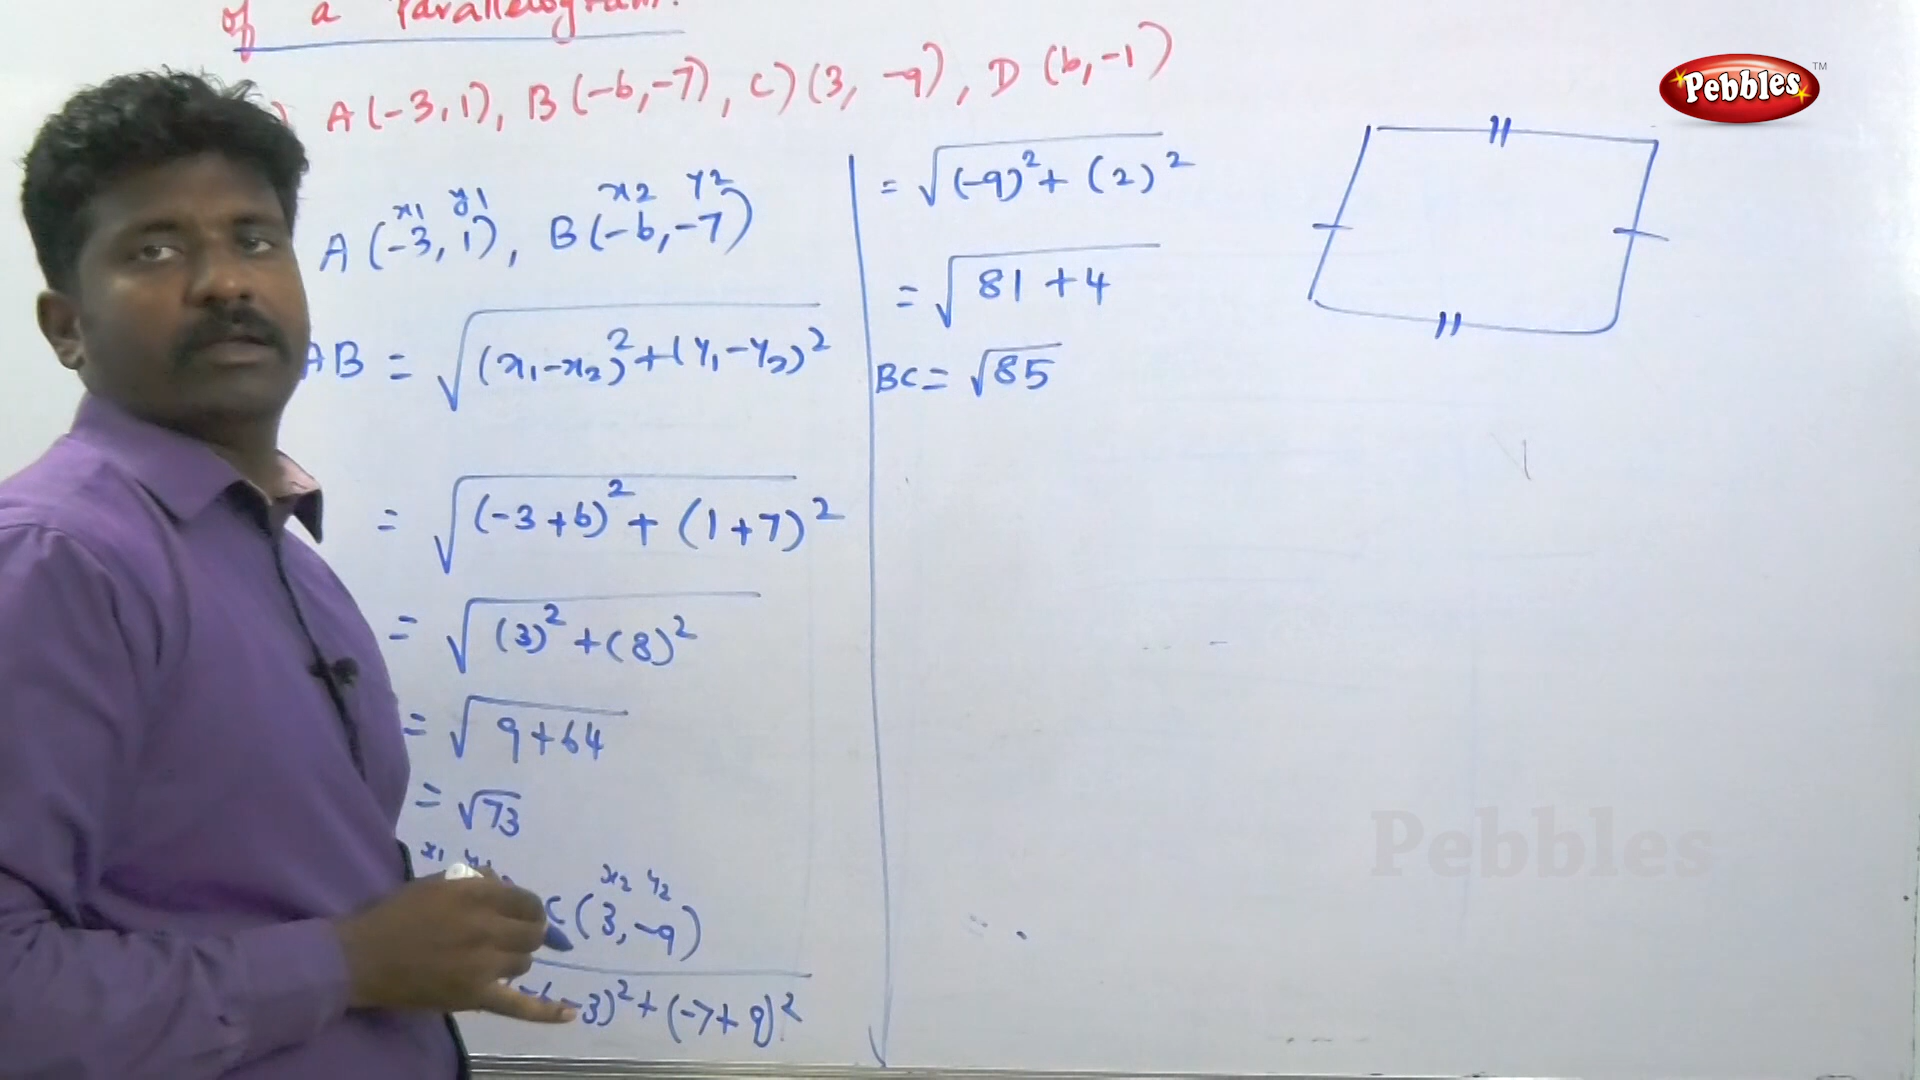 of a Parallelogram.
A(-3,1), B(-6,-7), C)(3, -9), D (6,-1)
x1 y1 x2 y2
A (-3, 1), B(-6,-7)
AB = √(x1-x2)²+(y1-y2)²
= √(-3+6)²+(1+7)²
= √(3)²+(8)²
= √9+64
= √73
x1 y1 x2 y2
C(3,-9)
-3)²+(-7+9)²
= √(-9)²+(2)²
= √81+4
BC = √85
Pebbles TM
Pebbles